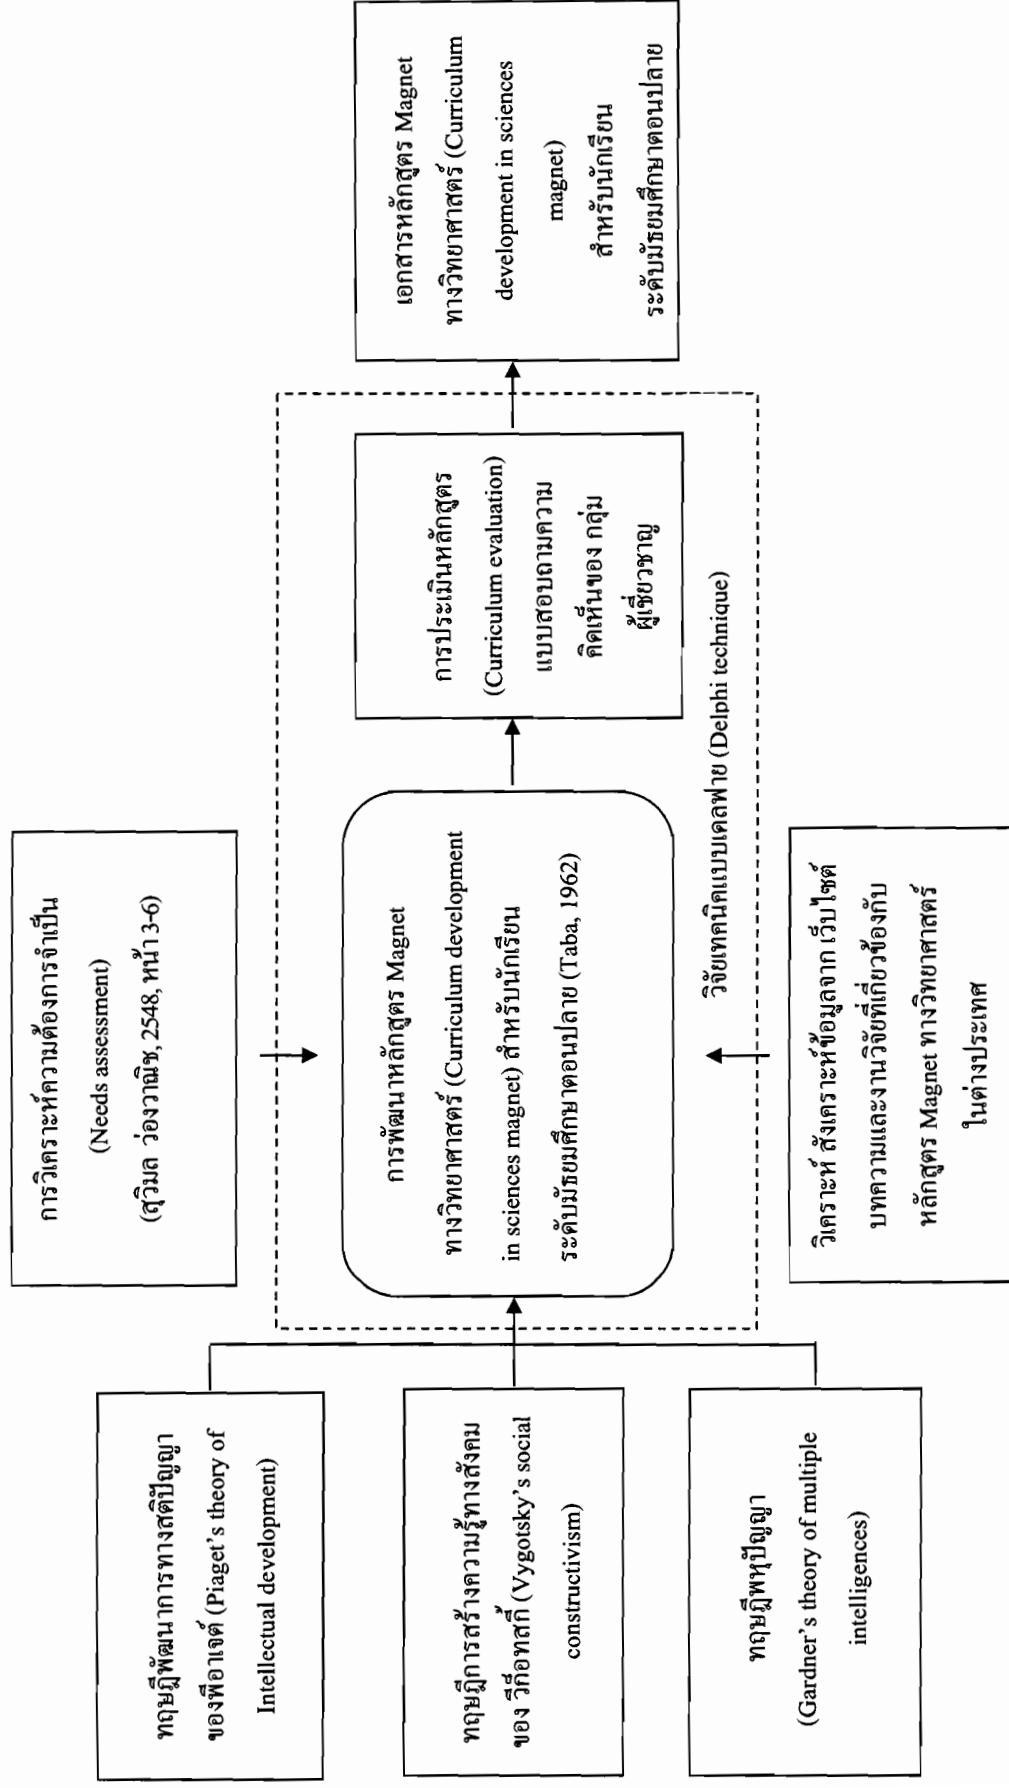 การวิเคราะห์ความต้องการจำเป็น
(Needs assessment)
(สุวิมล ว่องวาณิช, 2548, หน้า 3-6)
ทฤษฎีพัฒนาการทางสติปัญญา
ของพีอาเจต์ (Piaget's theory of
Intellectual development)
ทฤษฎีการสร้างความรู้ทางสังคม
ของ วีก็อทสกี้ (Vygotsky's social
constructivism)
ทฤษฎีพหุปัญญา
(Gardner's theory of multiple
intelligences)
การพัฒนาหลักสูตร Magnet
ทางวิทยาศาสตร์ (Curriculum development
in sciences magnet) สำหรับนักเรียน
ระดับมัธยมศึกษาตอนปลาย (Taba, 1962)
การประเมินหลักสูตร
(Curriculum evaluation)
แบบสอบถามความ
คิดเห็นของ กลุ่ม
ผู้เชี่ยวชาญ
วิจัยเทคนิคแบบเดลฟาย (Delphi technique)
เอกสารหลักสูตร Magnet
ทางวิทยาศาสตร์ (Curriculum
development in sciences
magnet)
สำหรับนักเรียน
ระดับมัธยมศึกษาตอนปลาย
วิเคราะห์ สังเคราะห์ข้อมูลจาก เว็บไซต์
บทความและงานวิจัยที่เกี่ยวข้องกับ
หลักสูตร Magnet ทางวิทยาศาสตร์
ในต่างประเทศ